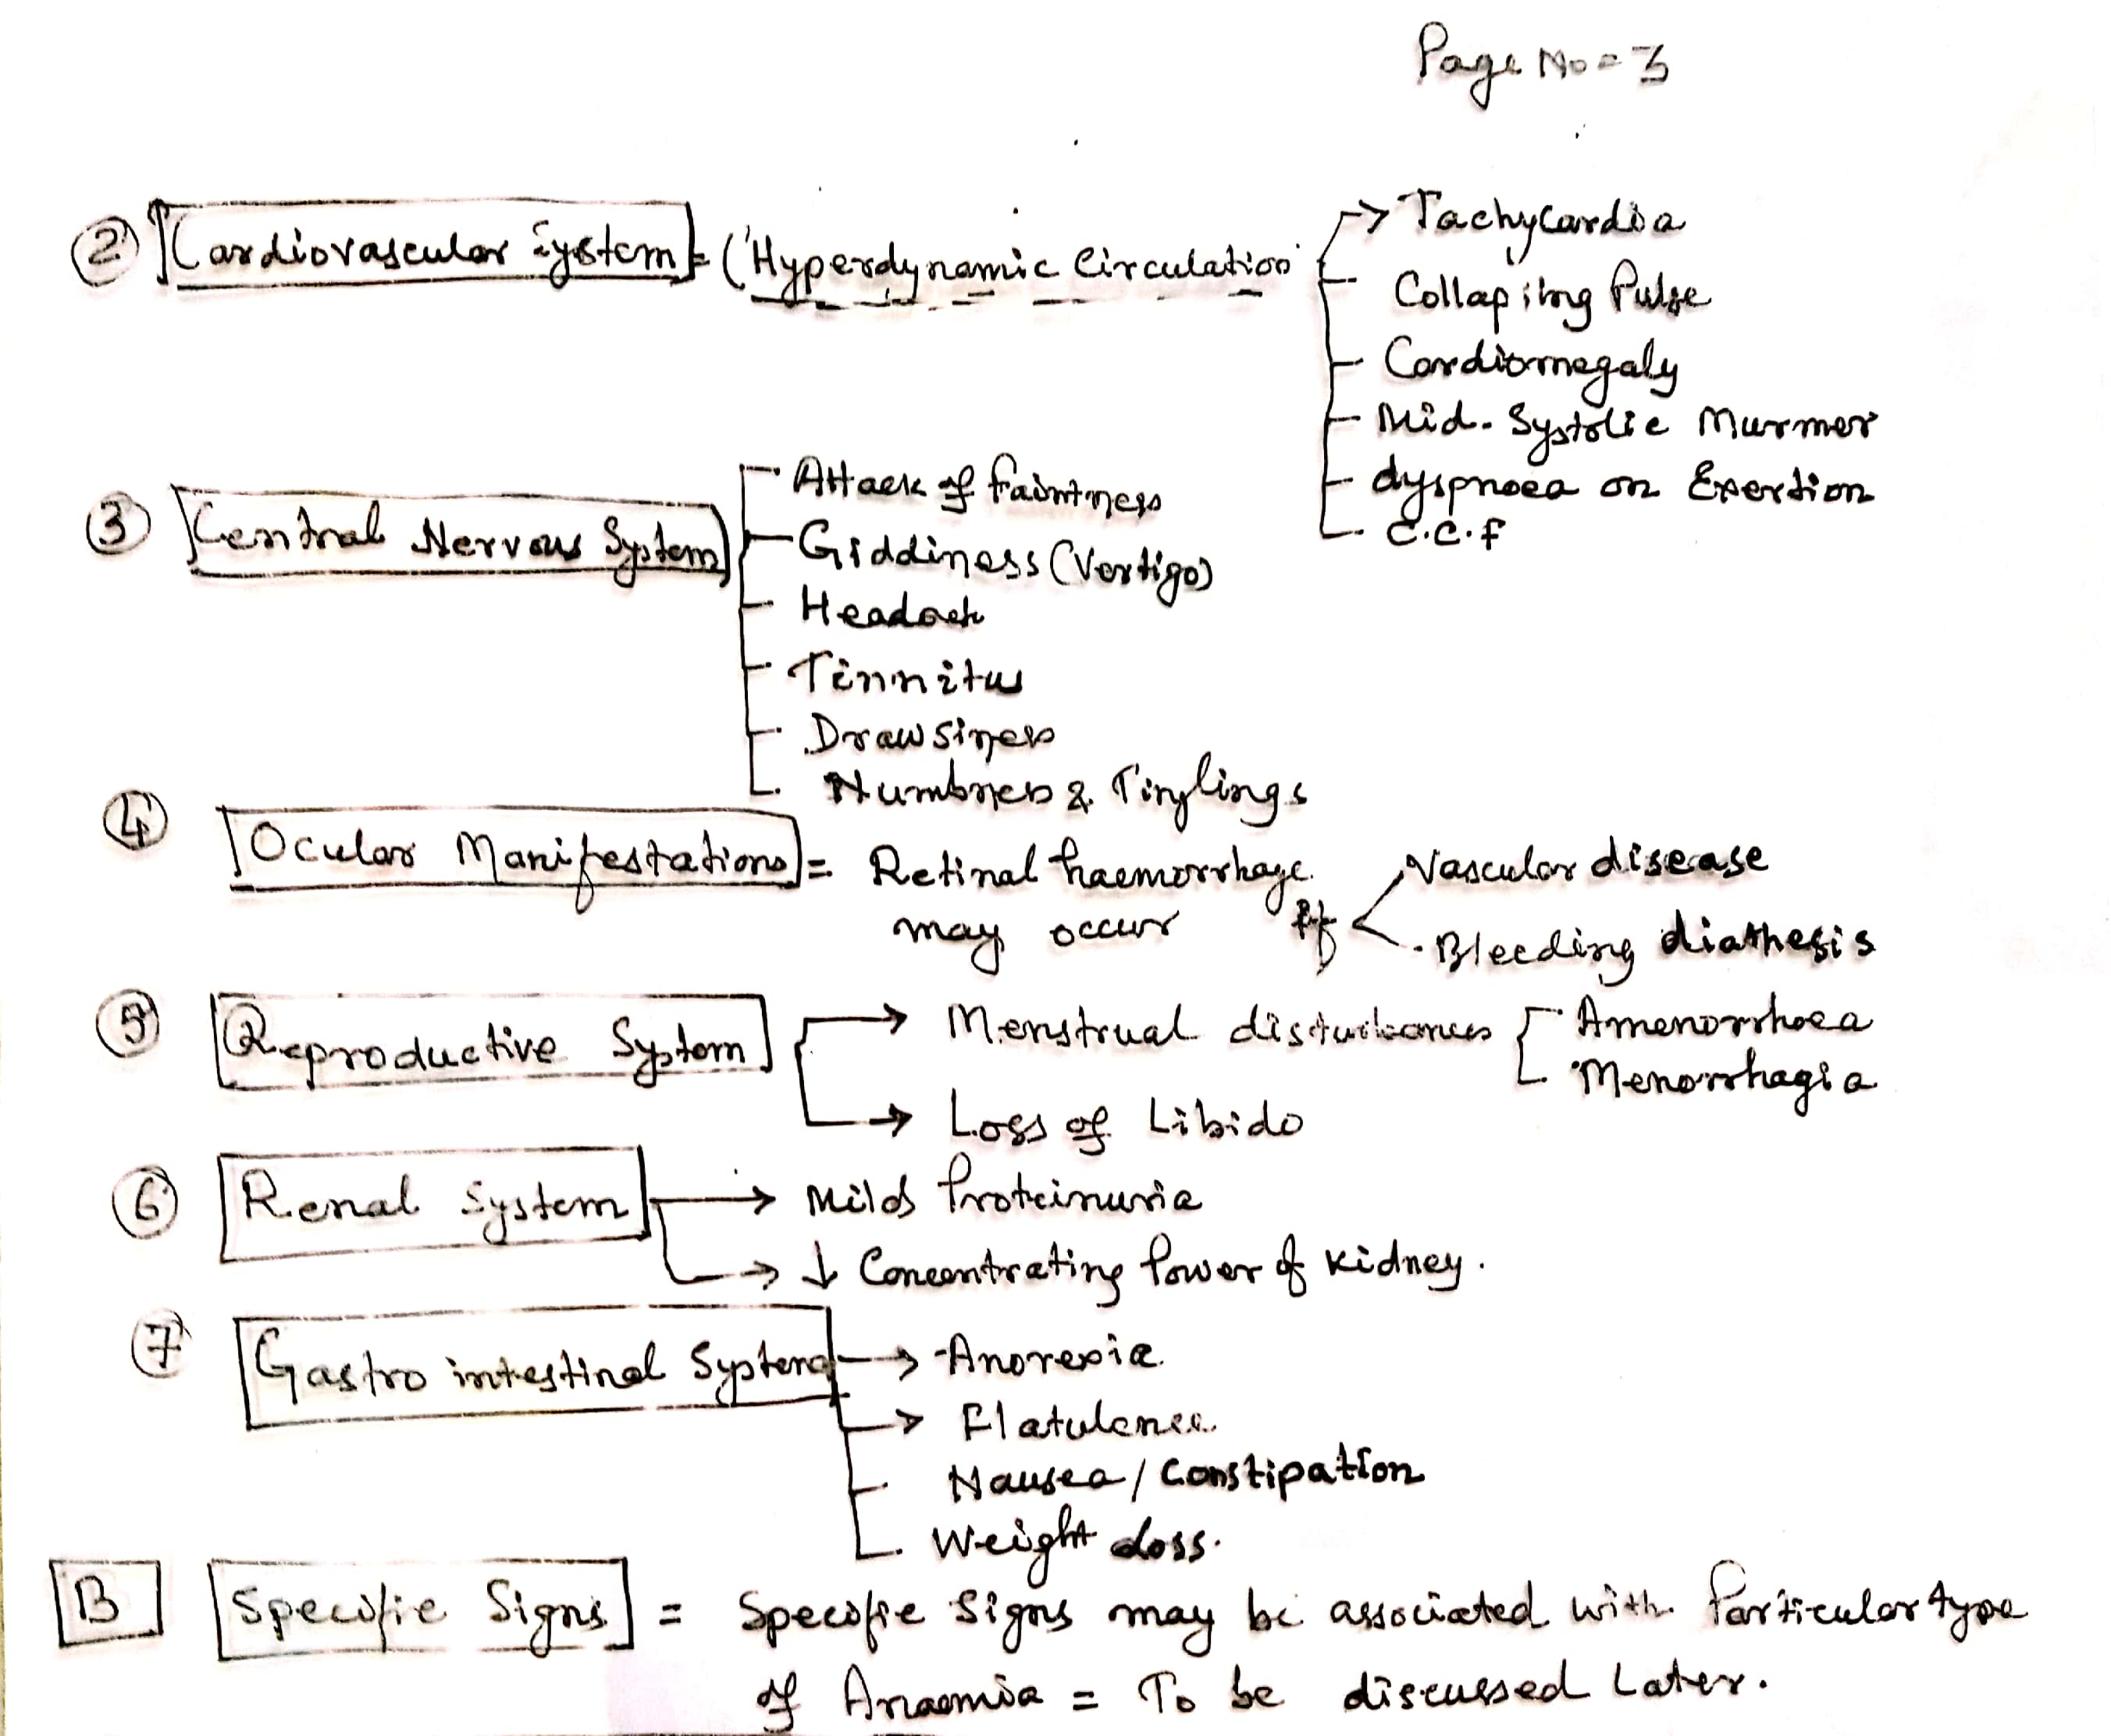 Page No = 3
② Cardiovascular System = (Hyperdynamic Circulation → Tachycardia
Collapsing Pulse
Cardiomegaly
Mid-Systolic Murmer
dyspnoea on Exertion
C.C.f
③ Central Nervous System
Attack of faintness
Giddiness (Vertigo)
Headach
Tinnitus
Drawsiness
Numbness & Tinglings
④ Ocular Manifestations = Retinal haemorrhage
may occur If
Vascular disease
Bleeding diathesis
⑤ Reproductive System
→ Menstrual disturbances
Amenorrhoea
Menorrhagia
→ Loss of Libido
⑥ Renal System → Mild Proteinuria
→ ↓ Concentrating Power of Kidney.
⑦ Gastro intestinal System → Anorexia
→ Flatulence
Nausea / Constipation
Weight Loss.
B Specific Signs = Specific Signs may be associated with Particular type
of Anaemia = To be discussed Later.